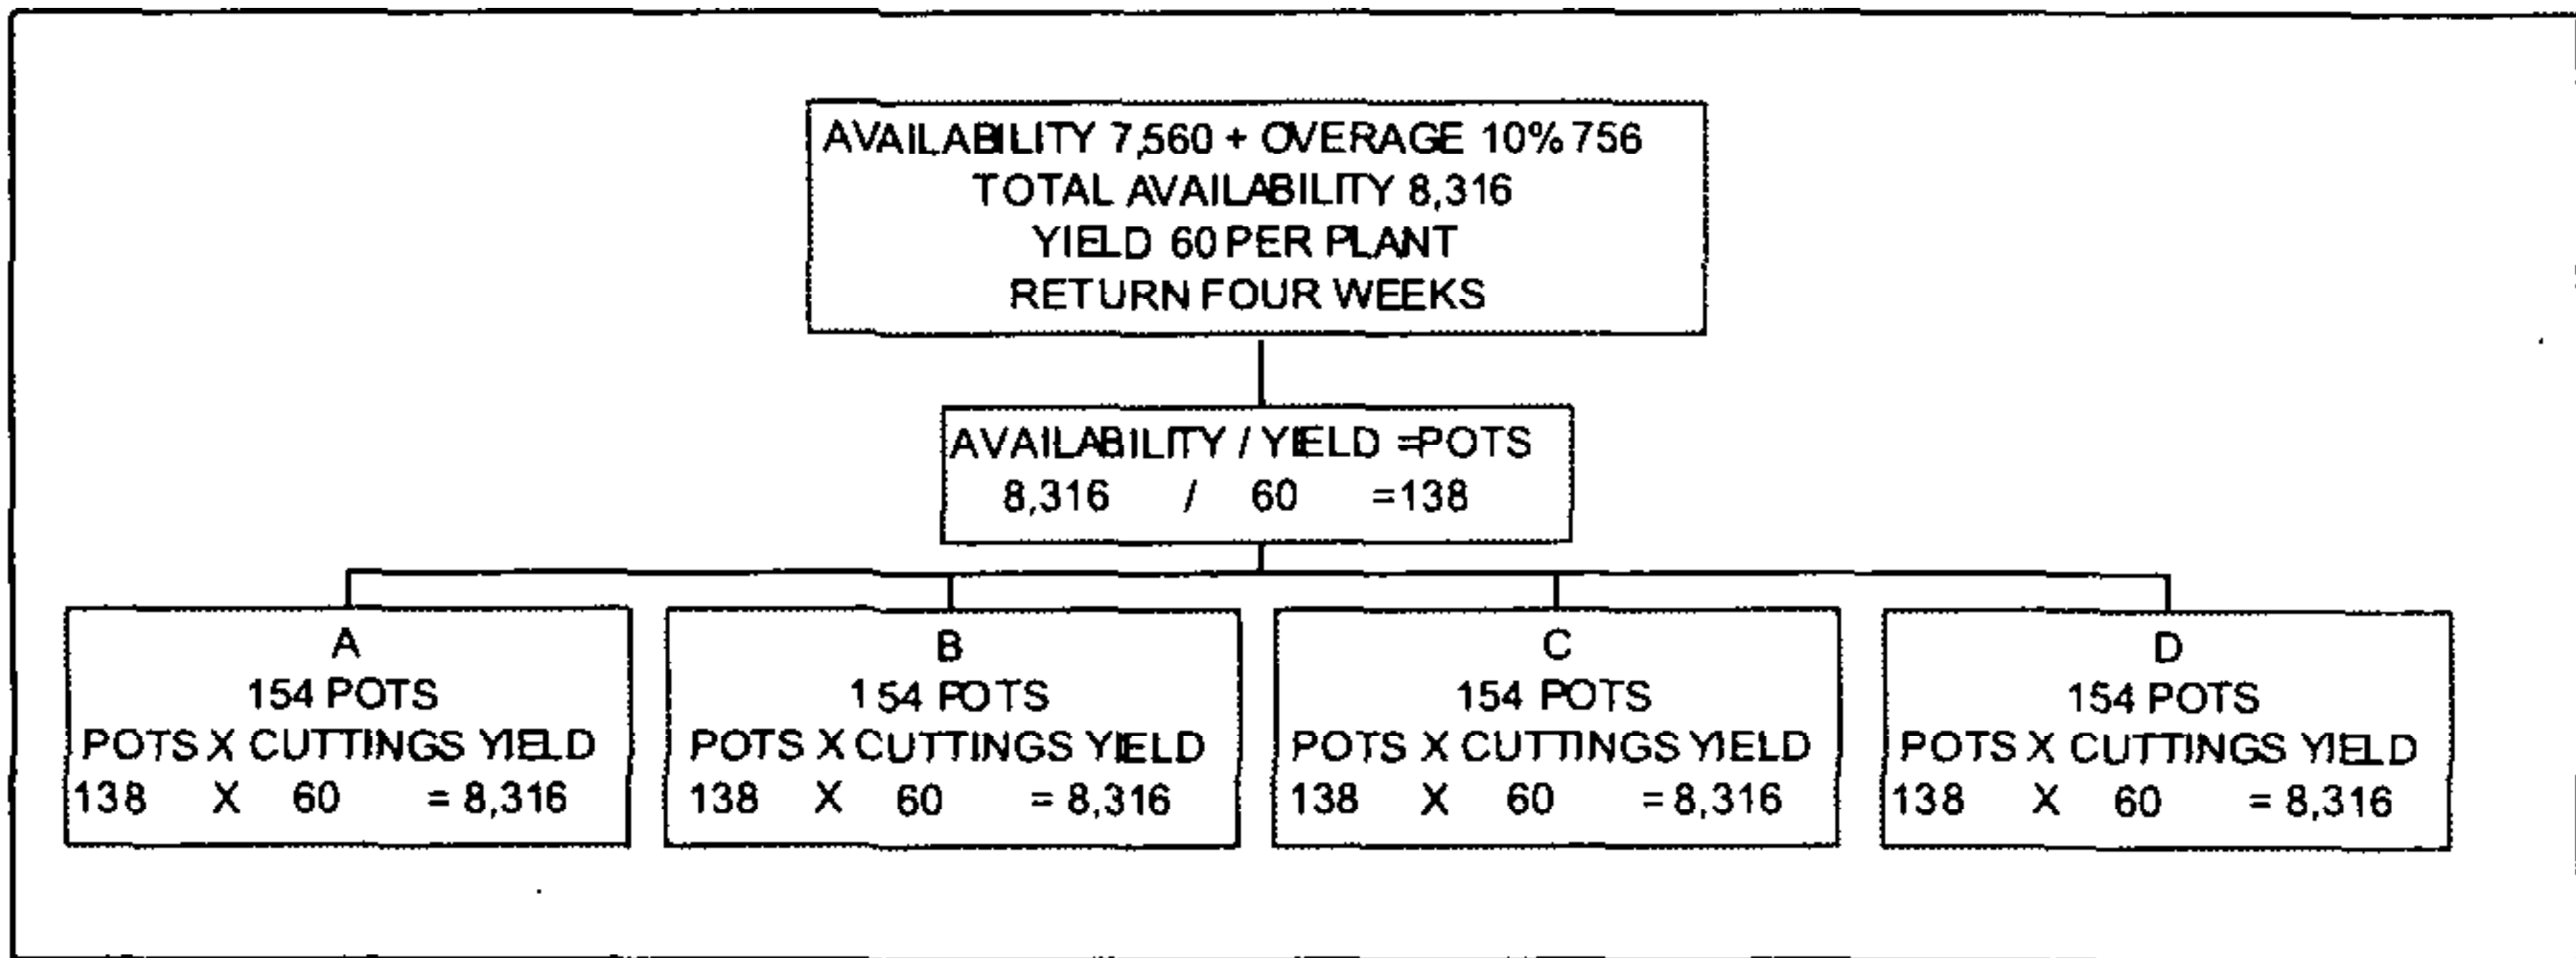 AVAILABILITY 7,560 + OVERAGE 10% 756
TOTAL AVAILABILITY 8,316
YIELD 60 PER PLANT
RETURN FOUR WEEKS
AVAILABILITY / YIELD =POTS
8,316 / 60 =138
A
154 POTS
POTS X CUTTINGS YIELD
138 X 60 = 8,316
B
154 POTS
POTS X CUTTINGS YIELD
138 X 60 = 8,316
C
154 POTS
POTS X CUTTINGS YIELD
138 X 60 = 8,316
D
154 POTS
POTS X CUTTINGS YIELD
138 X 60 = 8,316